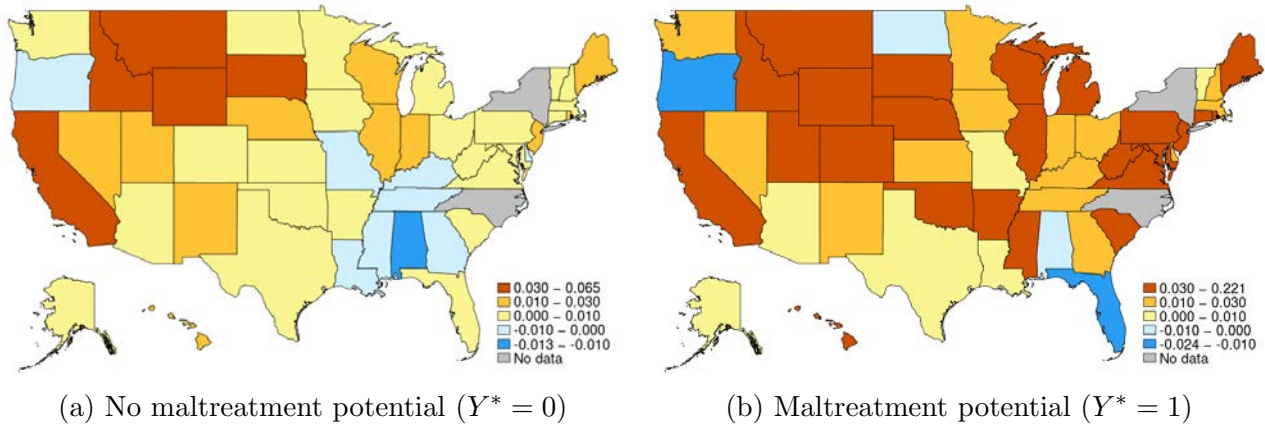 0.030 – 0.065
0.010 – 0.030
0.000 – 0.010
-0.010 – 0.000
-0.013 – -0.010
No data
0.030 – 0.221
0.010 – 0.030
0.000 – 0.010
-0.010 – 0.000
-0.024 – -0.010
No data
(a) No maltreatment potential (Y* = 0)
(b) Maltreatment potential (Y* = 1)